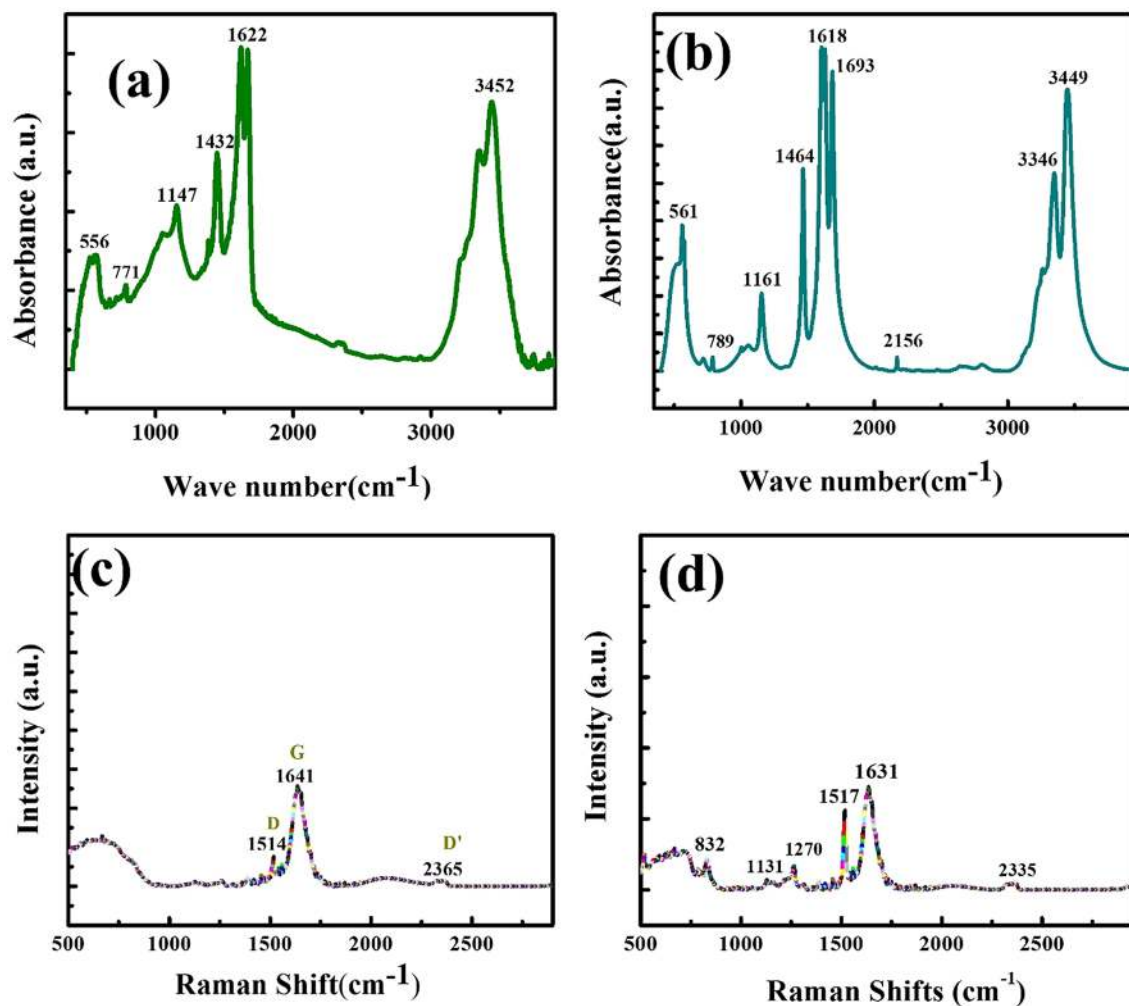 (a)
1622
3452
1432
1147
556
771
Absorbance (a.u.)
1000 2000 3000
Wave number(cm-1)
(b)
1618
1693
3449
1464
3346
561
1161
789
2156
Absorbance(a.u.)
1000 2000 3000
Wave number(cm-1)
(c)
G
1641
D
1514
D'
2365
Intensity (a.u.)
500 1000 1500 2000 2500
Raman Shift(cm-1)
(d)
1631
1517
832
1131
1270
2335
Intensity (a.u.)
500 1000 1500 2000 2500
Raman Shifts (cm-1)